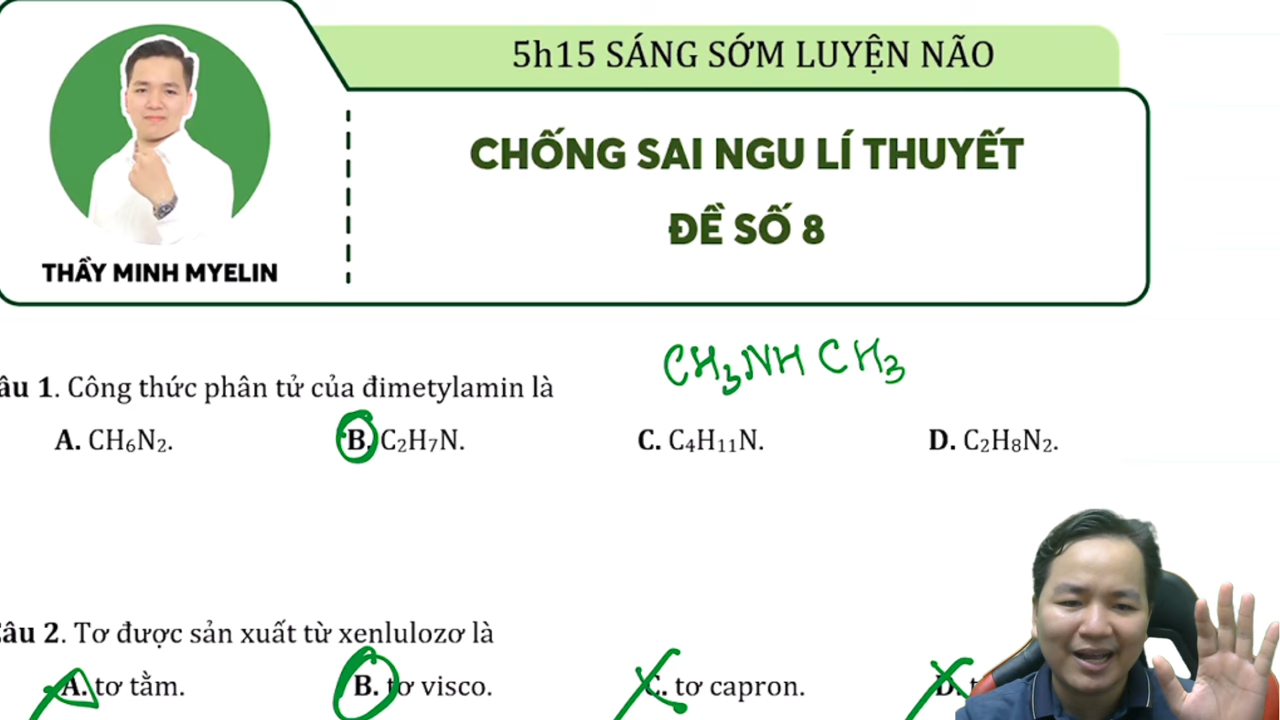 5h15 SÁNG SỚM LUYỆN NÃO
CHỐNG SAI NGU LÍ THUYẾT
ĐỀ SỐ 8
THẦY MINH MYELIN
CH₃NH CH₃
âu 1. Công thức phân tử của đimetylamin là
A. CH₆N₂. B. C₂H₇N. C. C₄H₁₁N. D. C₂H₈N₂.
âu 2. Tơ được sản xuất từ xenlulozơ là
A. tơ tằm. B. tơ visco. C. tơ capron. D. t